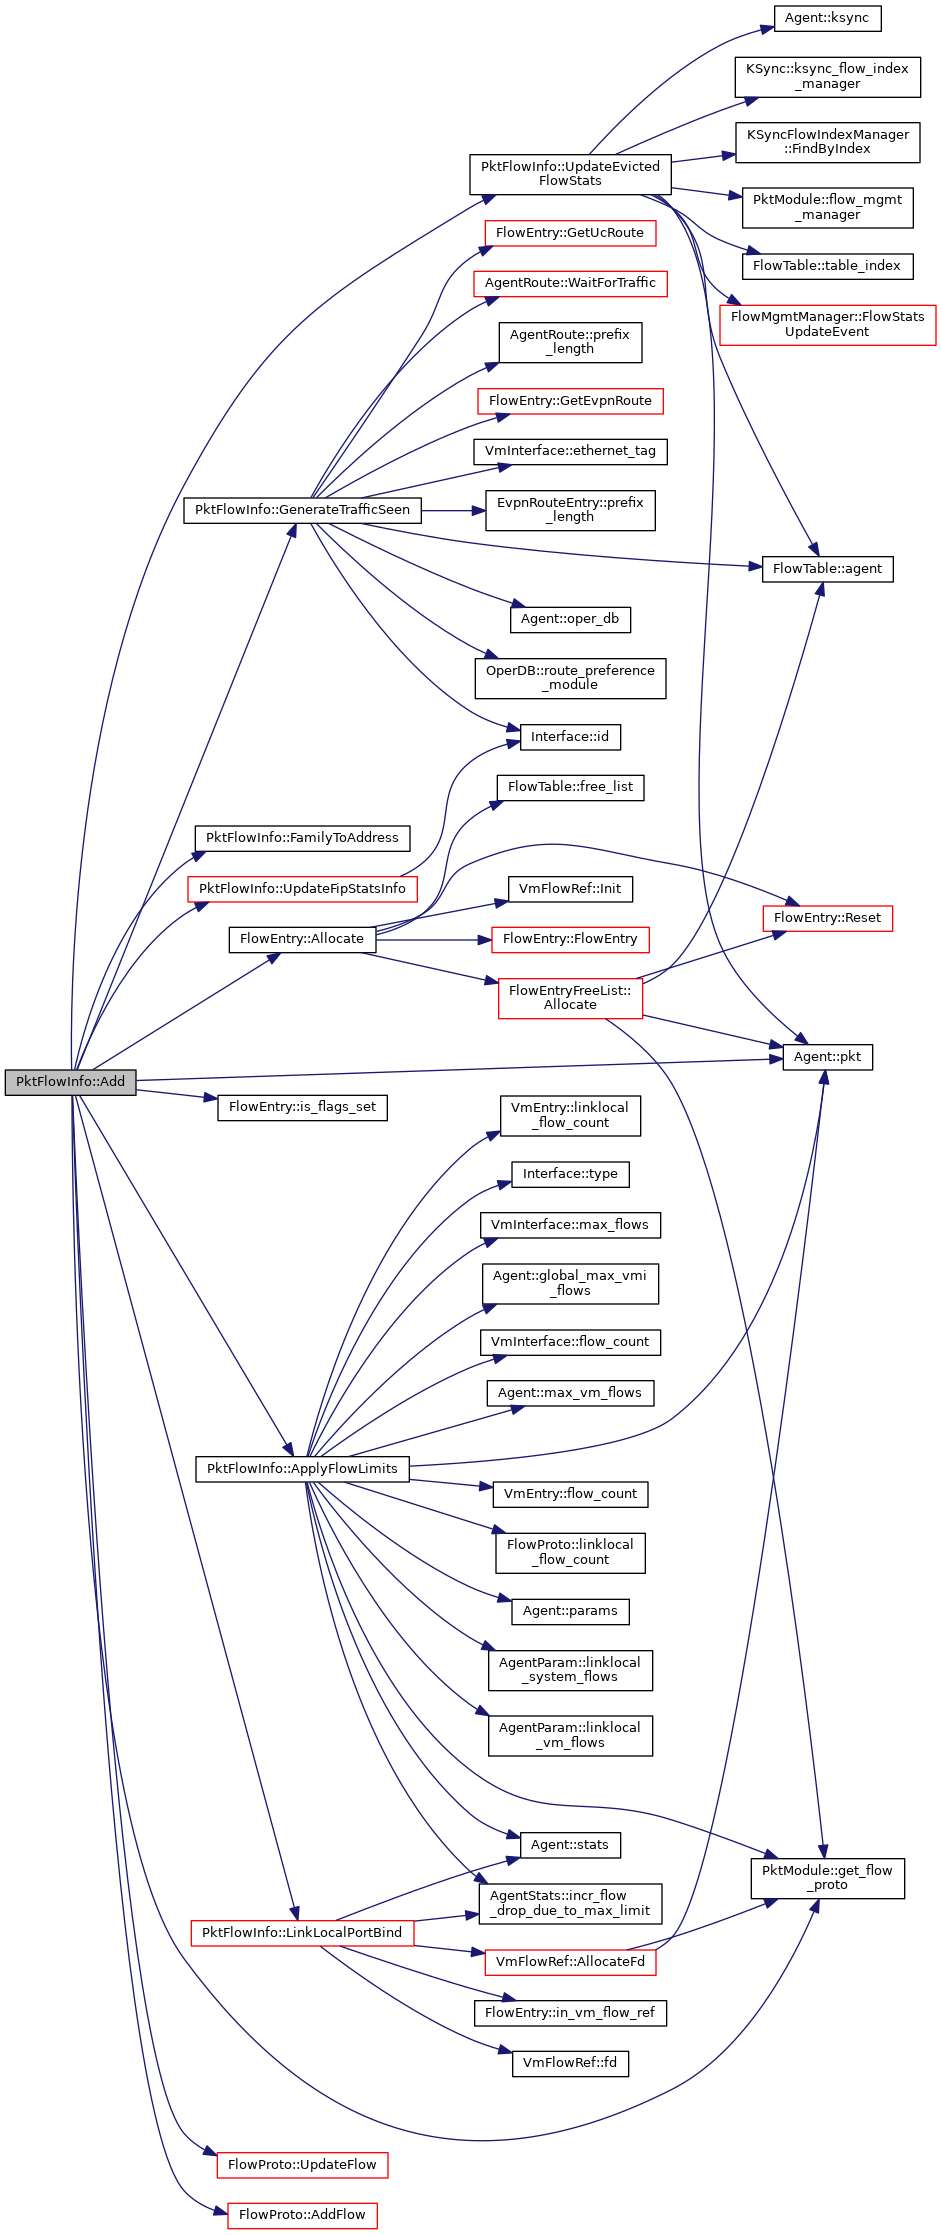 Agent::ksync
KSync::ksync_flow_index
_manager
KSyncFlowIndexManager
::FindByIndex
PktFlowInfo::UpdateEvicted
FlowStats
PktModule::flow_mgmt
_manager
FlowEntry::GetUcRoute
FlowTable::table_index
AgentRoute::WaitForTraffic
FlowMgmtManager::FlowStats
UpdateEvent
AgentRoute::prefix
_length
FlowEntry::GetEvpnRoute
VmInterface::ethernet_tag
PktFlowInfo::GenerateTrafficSeen
EvpnRouteEntry::prefix
_length
FlowTable::agent
Agent::oper_db
OperDB::route_preference
_module
Interface::id
FlowTable::free_list
PktFlowInfo::FamilyToAddress
PktFlowInfo::UpdateFipStatsInfo
VmFlowRef::Init
FlowEntry::Reset
FlowEntry::Allocate
FlowEntry::FlowEntry
FlowEntryFreeList::
Allocate
Agent::pkt
PktFlowInfo::Add
FlowEntry::is_flags_set
VmEntry::linklocal
_flow_count
Interface::type
VmInterface::max_flows
Agent::global_max_vmi
_flows
VmInterface::flow_count
Agent::max_vm_flows
PktFlowInfo::ApplyFlowLimits
VmEntry::flow_count
FlowProto::linklocal
_flow_count
Agent::params
AgentParam::linklocal
_system_flows
AgentParam::linklocal
_vm_flows
Agent::stats
PktModule::get_flow
_proto
AgentStats::incr_flow
_drop_due_to_max_limit
PktFlowInfo::LinkLocalPortBind
VmFlowRef::AllocateFd
FlowEntry::in_vm_flow_ref
VmFlowRef::fd
FlowProto::UpdateFlow
FlowProto::AddFlow